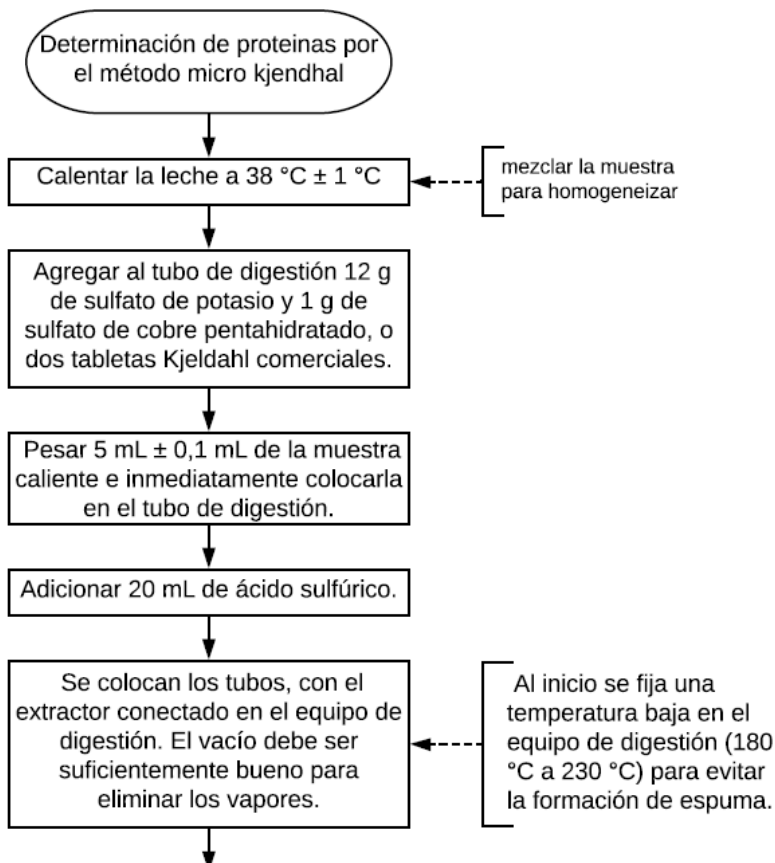 Determinación de proteinas por
el método micro kjendhal
Calentar la leche a 38 °C ± 1 °C
mezclar la muestra
para homogeneizar
Agregar al tubo de digestión 12 g
de sulfato de potasio y 1 g de
sulfato de cobre pentahidratado, o
dos tabletas Kjeldahl comerciales.
Pesar 5 mL ± 0,1 mL de la muestra
caliente e inmediatamente colocarla
en el tubo de digestión.
Adicionar 20 mL de ácido sulfúrico.
Se colocan los tubos, con el
extractor conectado en el equipo de
digestión. El vacío debe ser
suficientemente bueno para
eliminar los vapores.
Al inicio se fija una
temperatura baja en el
equipo de digestión (180
°C a 230 °C) para evitar
la formación de espuma.